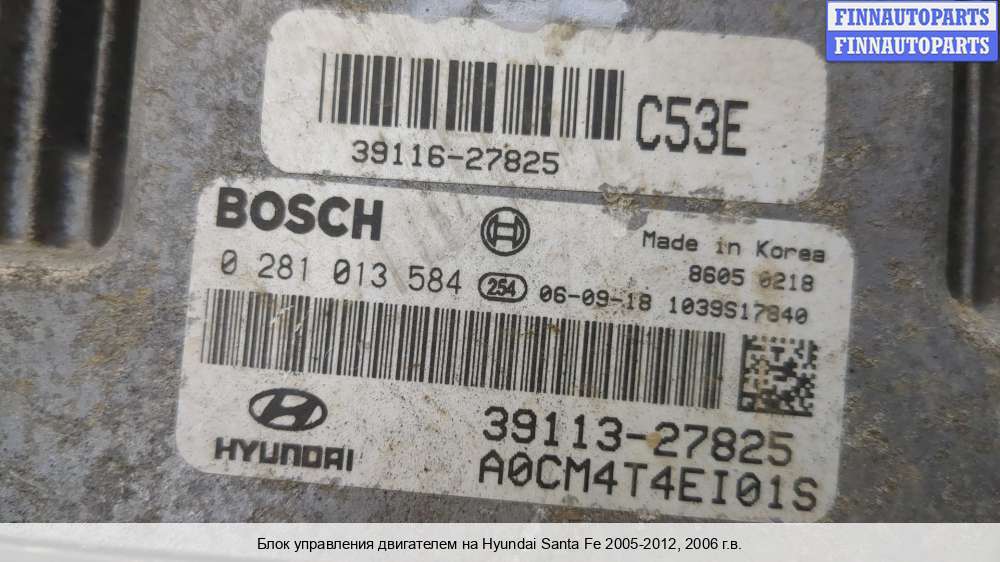 FINNAUTOPARTS
FINNAUTOPARTS
C53E
39116-27825
BOSCH
Made in Korea
8605 0218
0 281 013 584 254 06-09-18 1039S17840
39113-27825
HYUNDAI
A0CM4T4EI01S
Блок управления двигателем на Hyundai Santa Fe 2005-2012, 2006 г.в.